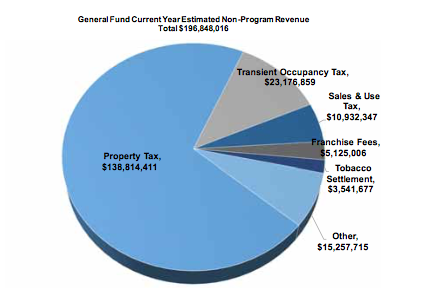 General Fund Current Year Estimated Non-Program Revenue
Total $196,848,016
Transient Occupancy Tax,
$23,176,859
Sales & Use
Tax,
$10,932,347
Franchise Fees,
$5,125,006
Tobacco
Settlement,
$3,541,677
Other,
$15,257,715
Property Tax,
$138,814,411